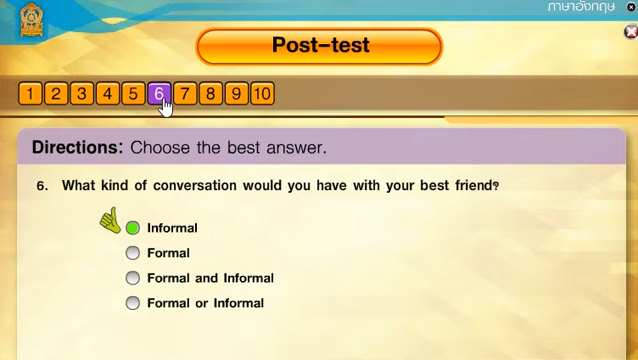 ภาษาอังกฤษ
Post-test
1 2 3 4 5 6 7 8 9 10
Directions: Choose the best answer.
6. What kind of conversation would you have with your best friend?
Informal
Formal
Formal and Informal
Formal or Informal